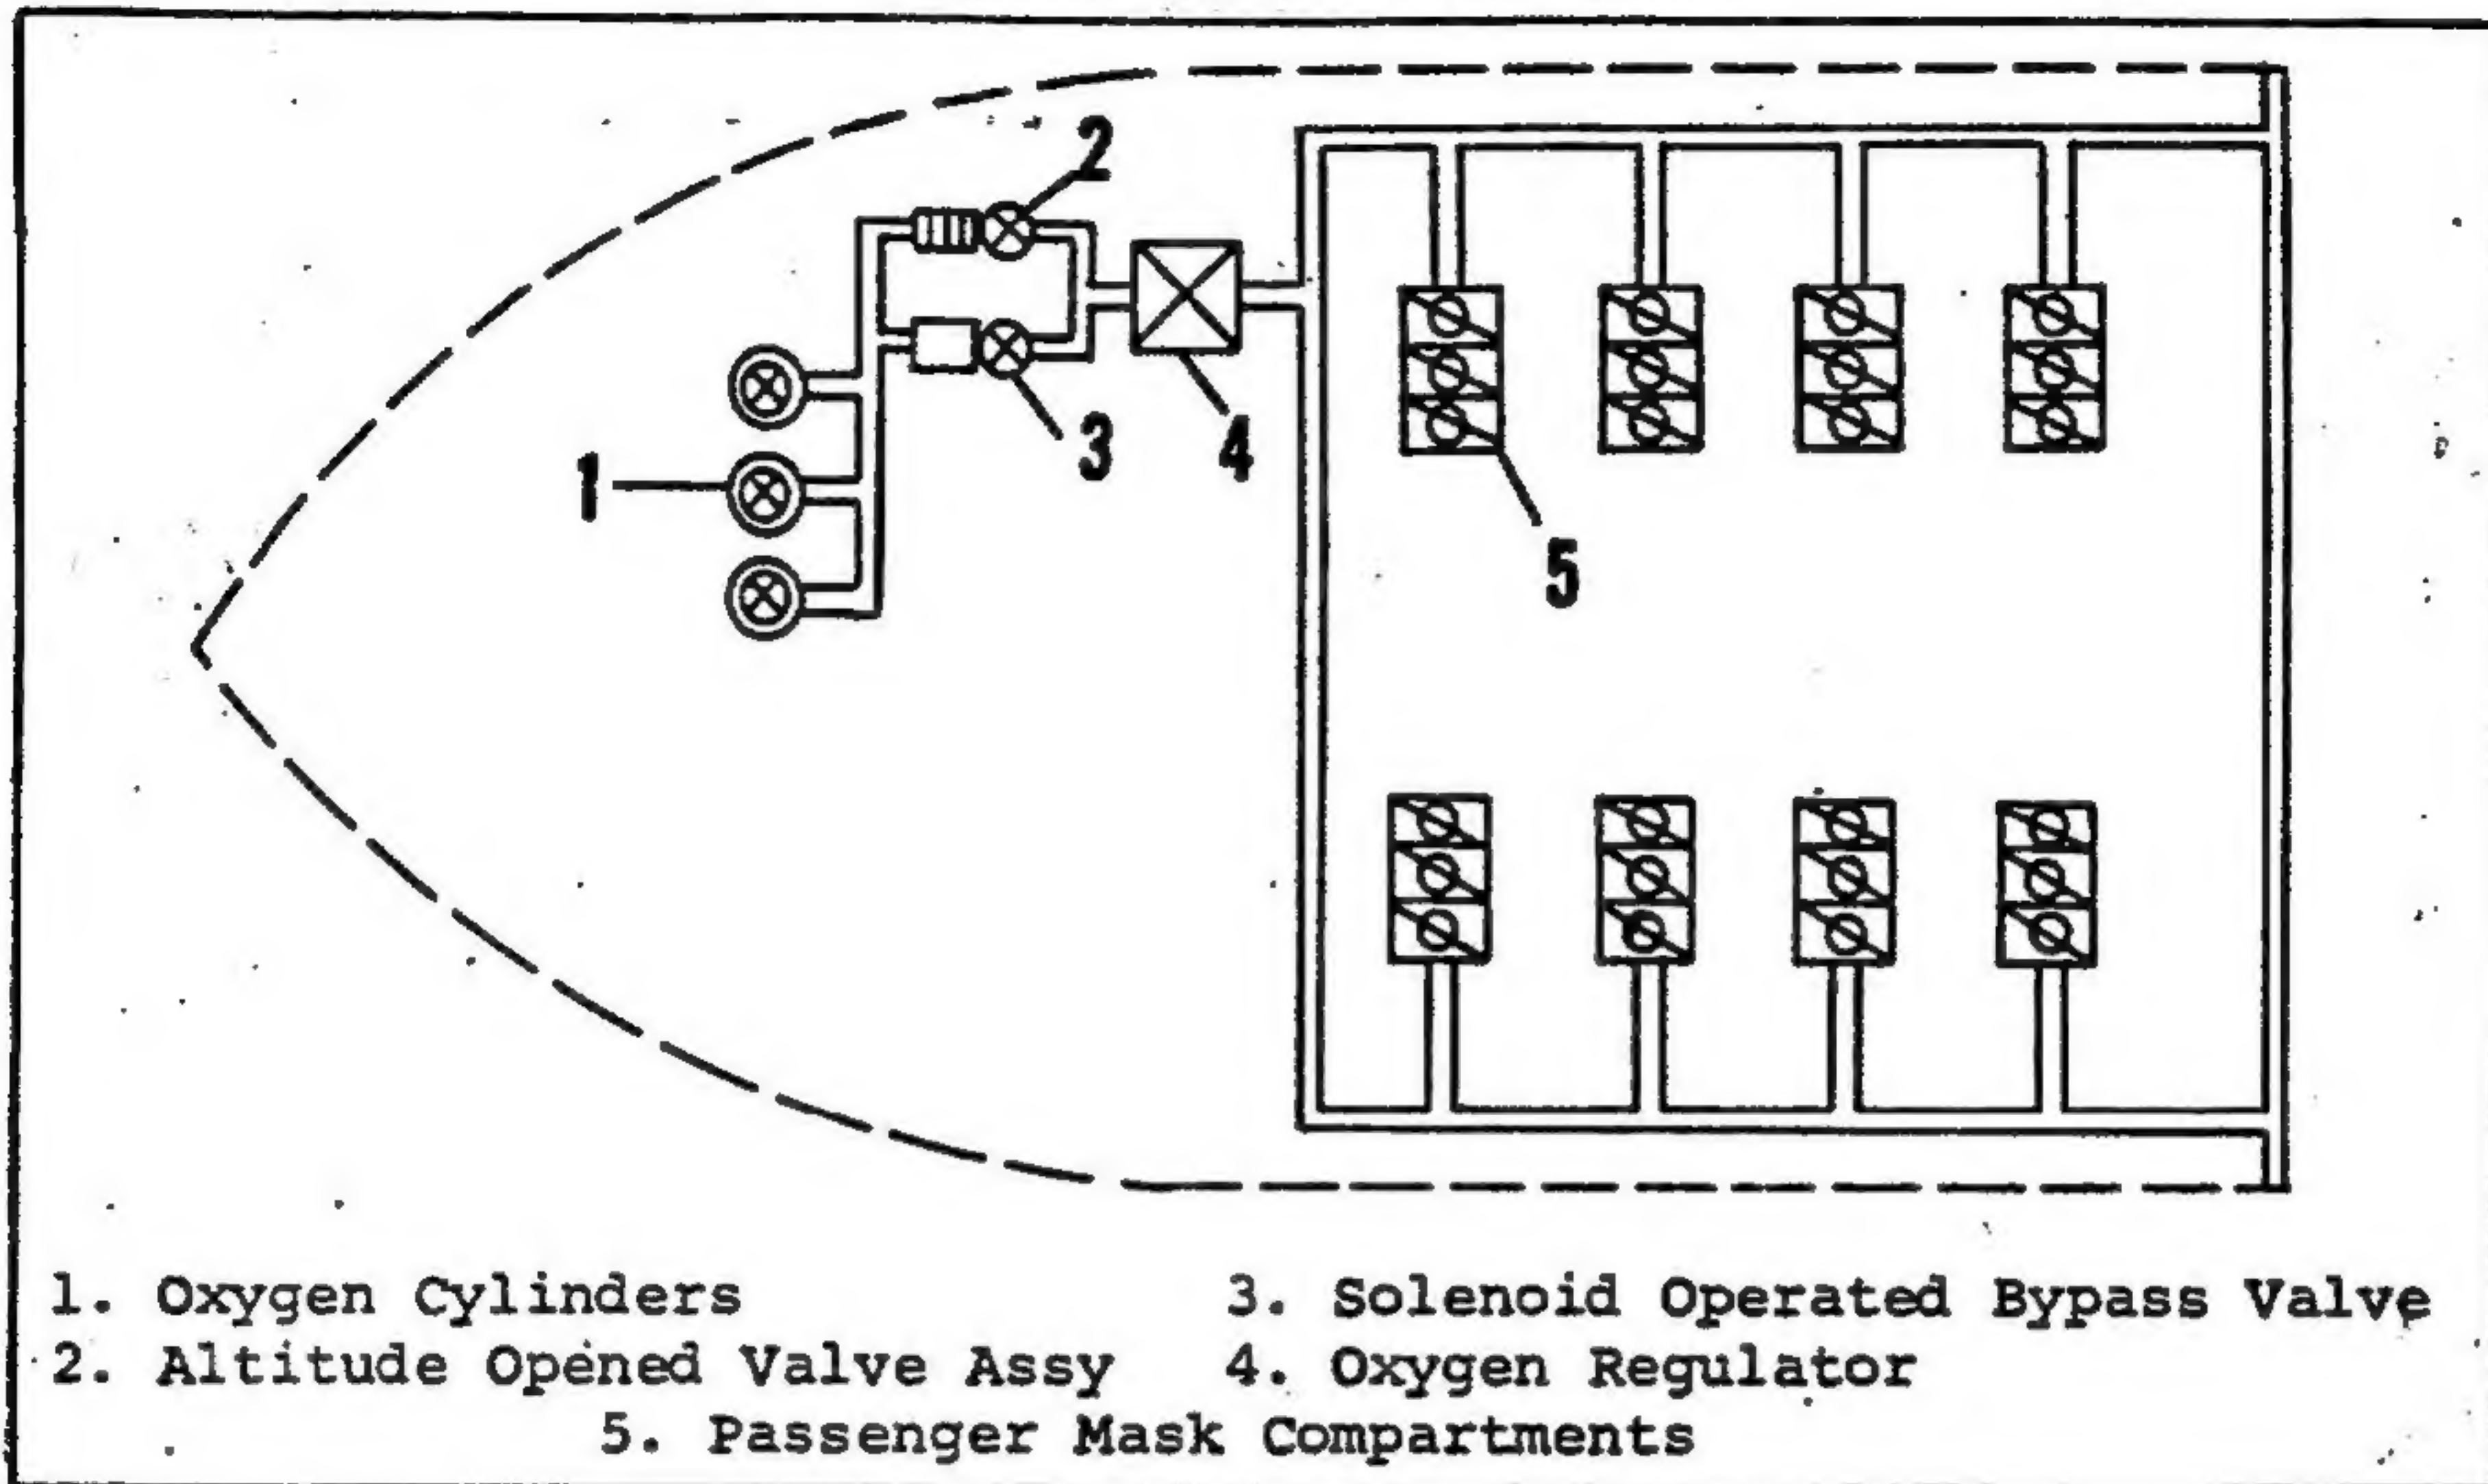 2
1
3
4
5
1. Oxygen Cylinders 3. Solenoid Operated Bypass Valve
2. Altitude Opened Valve Assy 4. Oxygen Regulator
5. Passenger Mask Compartments